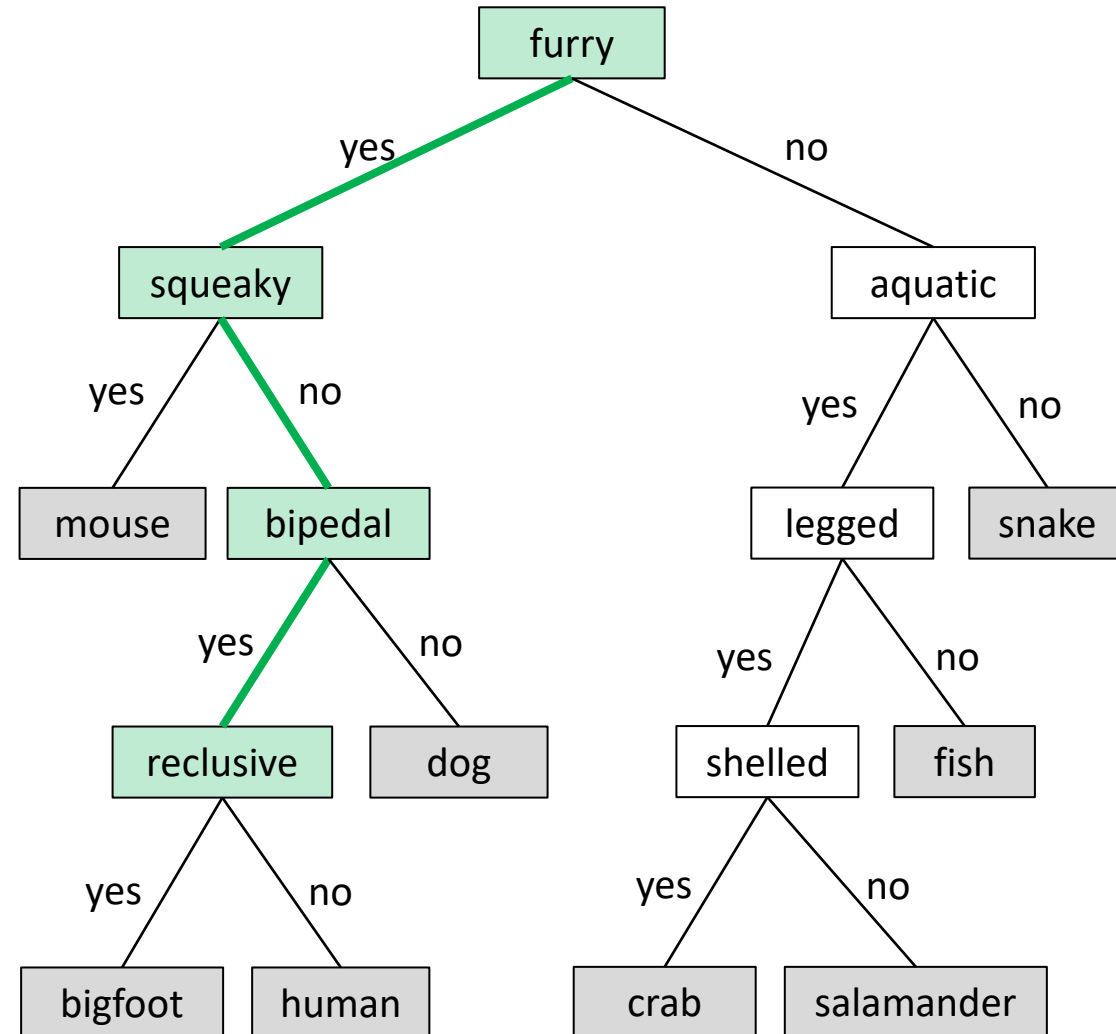 furry
yes no
squeaky aquatic
yes no yes no
mouse bipedal legged snake
yes no yes no
reclusive dog shelled fish
yes no yes no
bigfoot human crab salamander